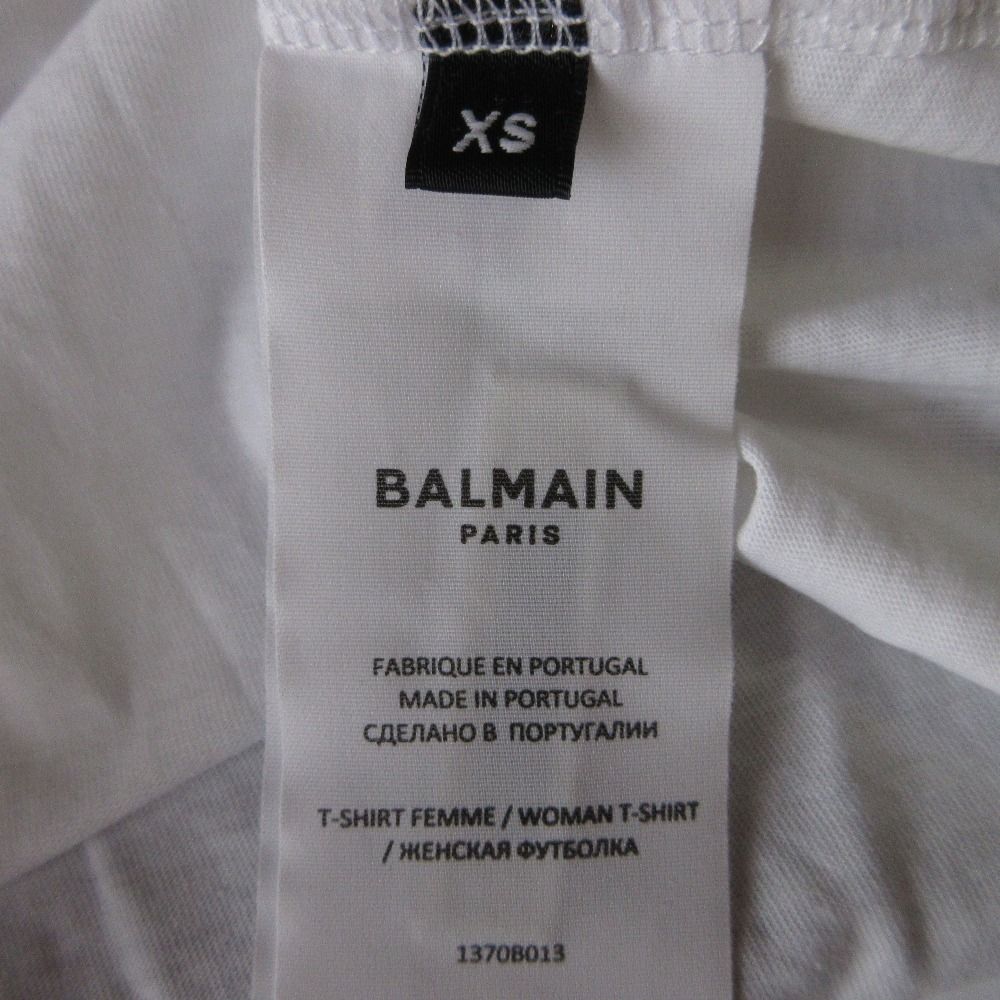 XS
BALMAIN
PARIS
FABRIQUE EN PORTUGAL
MADE IN PORTUGAL
СДЕЛАНО В ПОРТУГАЛИИ
T-SHIRT FEMME / WOMAN T-SHIRT
/ ЖЕНСКАЯ ФУТБОЛКА
1370B013